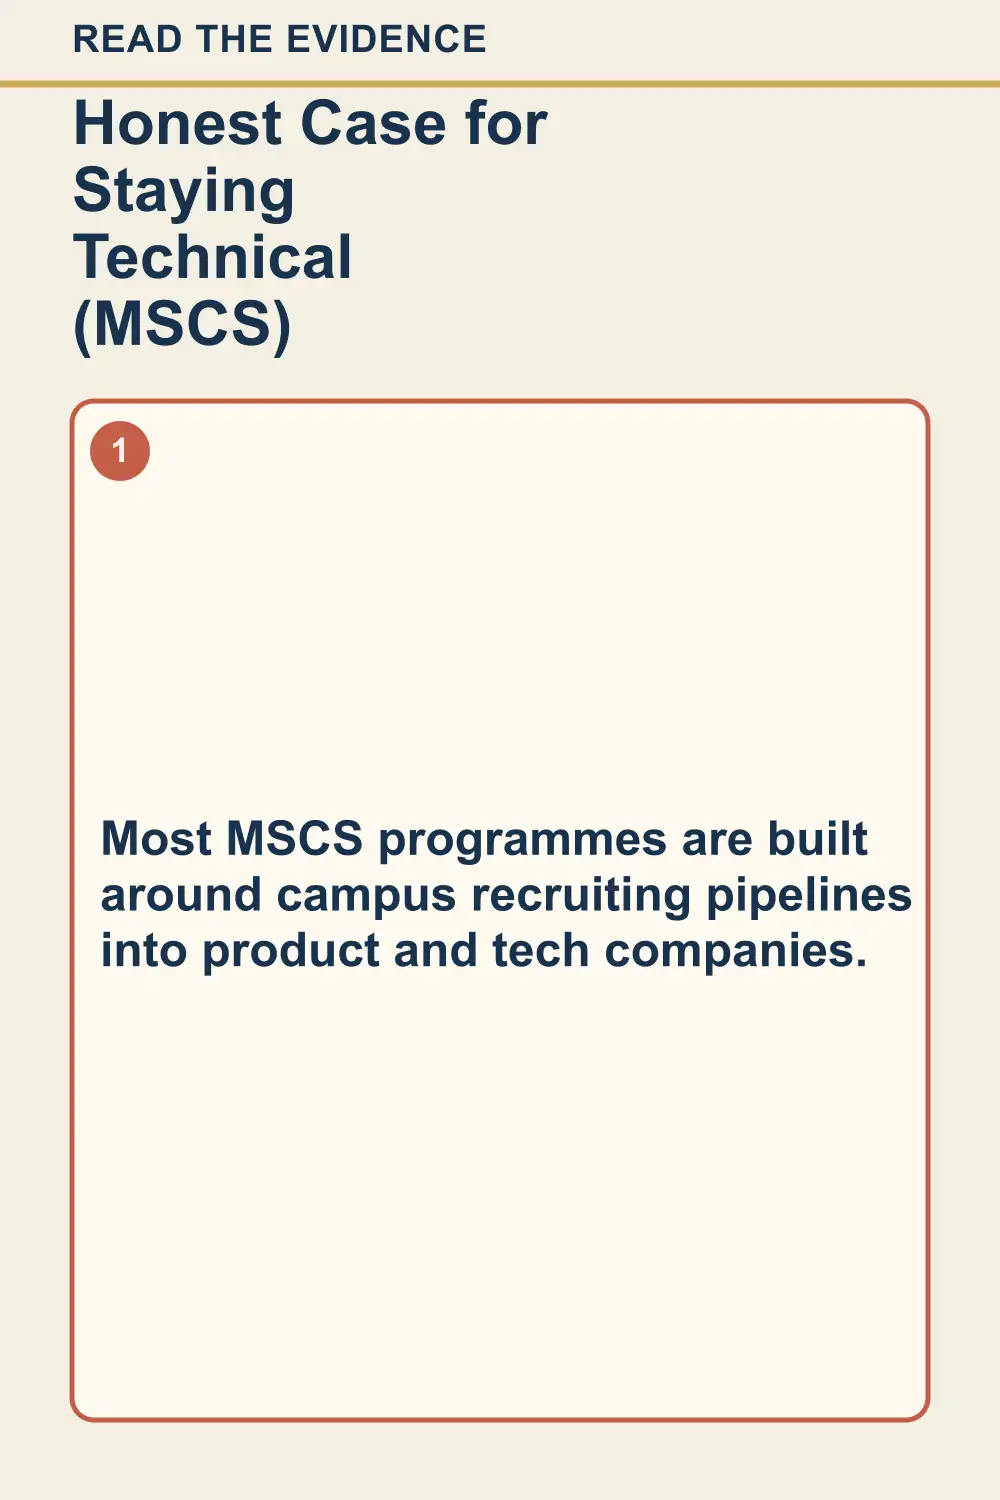 READ THE EVIDENCE
Honest Case for
Staying
Technical
(MSCS)
1
Most MSCS programmes are built
around campus recruiting pipelines
into product and tech companies.